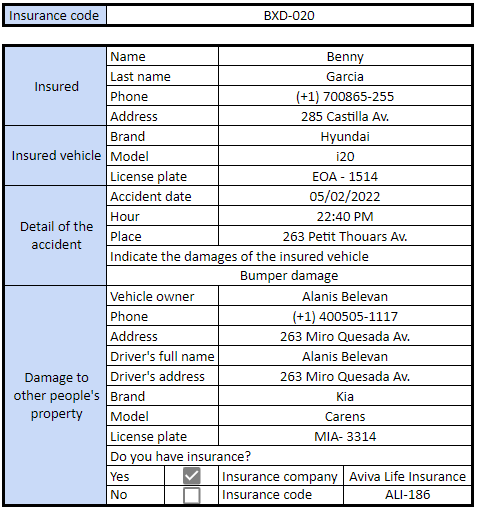 Insurance code BXD-020
Insured
Name Benny
Last name Garcia
Phone (+1) 700865-255
Address 285 Castilla Av.
Insured vehicle
Brand Hyundai
Model i20
License plate EOA - 1514
Detail of the
accident
Accident date 05/02/2022
Hour 22:40 PM
Place 263 Petit Thouars Av.
Indicate the damages of the insured vehicle
Bumper damage
Damage to
other people's
property
Vehicle owner Alanis Belevan
Phone (+1) 400505-1117
Address 263 Miro Quesada Av.
Driver's full name Alanis Belevan
Driver's address 263 Miro Quesada Av.
Brand Kia
Model Carens
License plate MIA- 3314
Do you have insurance?
Yes Insurance company Aviva Life Insurance
No Insurance code ALI-186